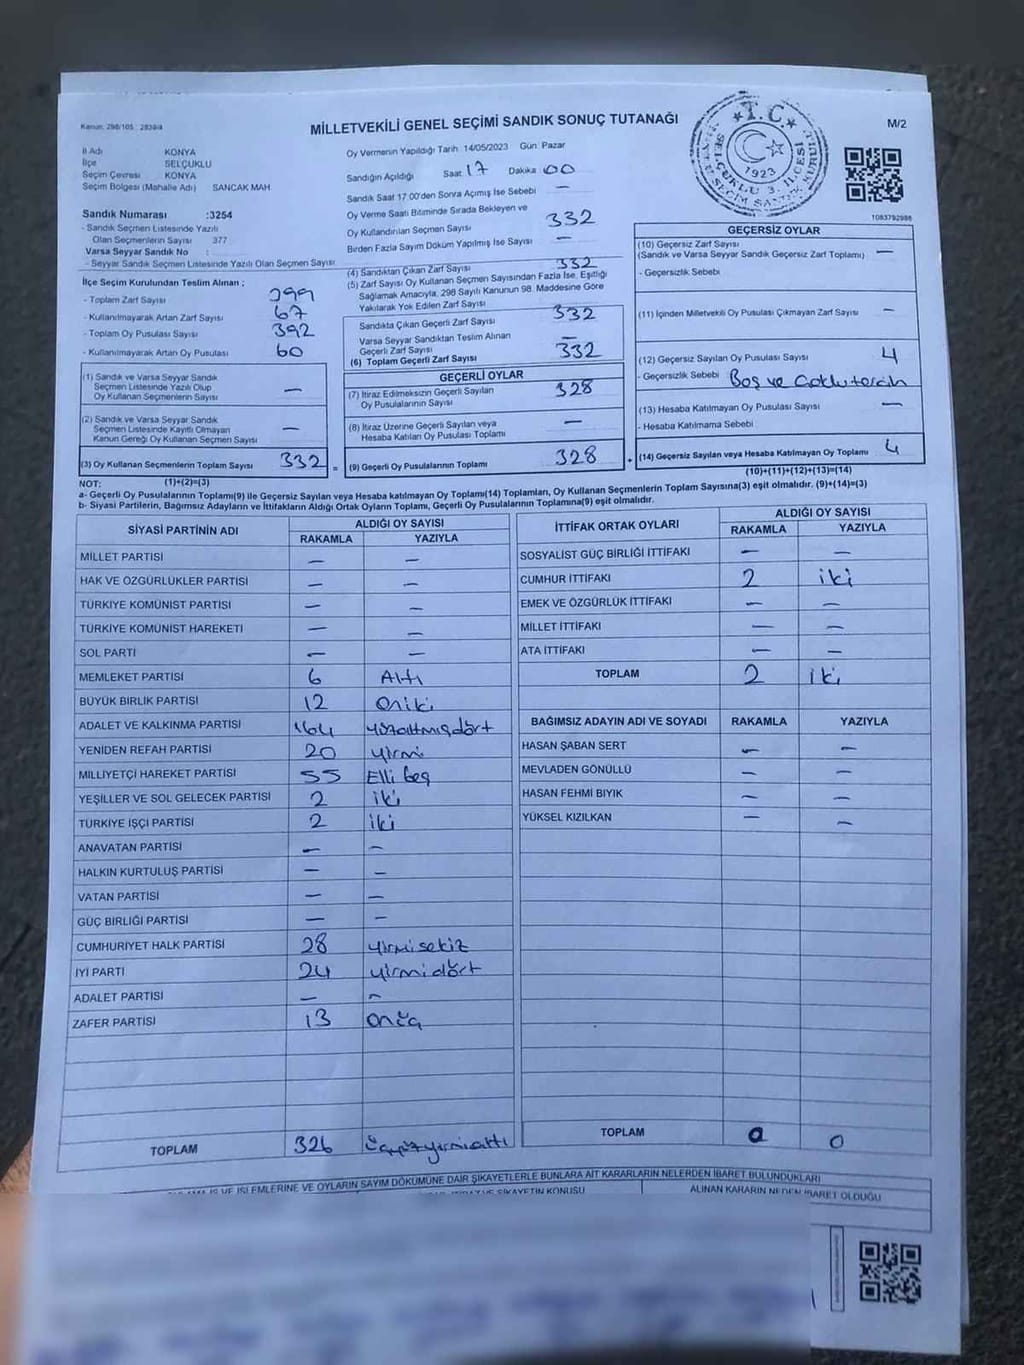 Kanun: 298/105 : 2839/4
MİLLETVEKİLİ GENEL SEÇİMİ SANDIK SONUÇ TUTANAĞI
M/2
T.C.
1923
İl Adı KONYA
İlçe SELÇUKLU
Seçim Çevresi KONYA
Seçim Bölgesi (Mahalle Adı) SANCAK MAH
Sandık Numarası :3254
- Sandık Seçmen Listesinde Yazılı
Olan Seçmenlerin Sayısı 377
Varsa Seyyar Sandık No :
- Seyyar Sandık Seçmen Listesinde Yazılı Olan Seçmen Sayısı
İlçe Seçim Kurulundan Teslim Alınan ;
- Toplam Zarf Sayısı 399
- Kullanılmayarak Artan Zarf Sayısı 67
- Toplam Oy Pusulası Sayısı 392
- Kullanılmayarak Artan Oy Pusulası 60
(1) Sandık ve Varsa Seyyar Sandık
Seçmen Listesinde Yazılı Olup
Oy Kullanan Seçmenlerin Sayısı —
(2) Sandık ve Varsa Seyyar Sandık
Seçmen Listesinde Kayıtlı Olmayan
Kanun Gereği Oy Kullanan Seçmen Sayısı —
(3) Oy Kullanan Seçmenlerin Toplam Sayısı 332 =
(1)+(2)=(3)
Oy Vermenin Yapıldığı Tarih 14/05/2023 Gün: Pazar
Sandığın Açıldığı Saat 17 Dakika 00
Sandık Saat 17:00'den Sonra Açılmış İse Sebebi —
Oy Verme Saati Bitiminde Sırada Bekleyen ve
Oy Kullandırılan Seçmen Sayısı 332
Birden Fazla Sayım Döküm Yapılmış İse Sayısı —
(4) Sandıktan Çıkan Zarf Sayısı 332
(5) Zarf Sayısı Oy Kullanan Seçmen Sayısından Fazla İse, Eşitliği
Sağlamak Amacıyla, 298 Sayılı Kanunun 98. Maddesine Göre
Yakılarak Yok Edilen Zarf Sayısı
Sandıkta Çıkan Geçerli Zarf Sayısı 332
Varsa Seyyar Sandıktan Teslim Alınan
Geçerli Zarf Sayısı —
(6) Toplam Geçerli Zarf Sayısı 332
GEÇERLİ OYLAR
(7) İtiraz Edilmeksizin Geçerli Sayılan
Oy Pusulalarının Sayısı 328
(8) İtiraz Üzerine Geçerli Sayılan veya
Hesaba Katılan Oy Pusulası Toplamı —
(9) Geçerli Oy Pusulalarının Toplamı 328 +
1083792986
GEÇERSİZ OYLAR
(10) Geçersiz Zarf Sayısı
(Sandık ve Varsa Seyyar Sandık Geçersiz Zarf Toplamı) —
- Geçersizlik Sebebi
(11) İçinden Milletvekili Oy Pusulası Çıkmayan Zarf Sayısı —
(12) Geçersiz Sayılan Oy Pusulası Sayısı 4
- Geçersizlik Sebebi Boş ve Çoklu tercih
(13) Hesaba Katılmayan Oy Pusulası Sayısı —
- Hesaba Katılmama Sebebi
(14) Geçersiz Sayılan veya Hesaba Katılmayan Oy Toplamı 4
(10)+(11)+(12)+(13)=(14)
NOT:
a- Geçerli Oy Pusulalarının Toplamı(9) ile Geçersiz Sayılan veya Hesaba katılmayan Oy Toplamı(14) Toplamları, Oy Kullanan Seçmenlerin Toplam Sayısına(3) eşit olmalıdır. (9)+(14)=(3)
b- Siyasi Partilerin, Bağımsız Adayların ve İttifakların Aldığı Ortak Oyların Toplamı, Geçerli Oy Pusulalarının Toplamına(9) eşit olmalıdır.
SİYASİ PARTİNİN ADI ALDIĞI OY SAYISI
RAKAMLA YAZIYLA
MİLLET PARTİSİ — —
HAK VE ÖZGÜRLÜKLER PARTİSİ — —
TÜRKİYE KOMÜNİST PARTİSİ — —
TÜRKİYE KOMÜNİST HAREKETİ — —
SOL PARTİ — —
MEMLEKET PARTİSİ 6 Altı
BÜYÜK BİRLİK PARTİSİ 12 Oniki
ADALET VE KALKINMA PARTİSİ 164 Yüzaltmışdört
YENİDEN REFAH PARTİSİ 20 Yirmi
MİLLİYETÇİ HAREKET PARTİSİ 55 Elli beş
YEŞİLLER VE SOL GELECEK PARTİSİ 2 iki
TÜRKİYE İŞÇİ PARTİSİ 2 iki
ANAVATAN PARTİSİ — —
HALKIN KURTULUŞ PARTİSİ — —
VATAN PARTİSİ — —
GÜÇ BİRLİĞİ PARTİSİ — —
CUMHURİYET HALK PARTİSİ 28 Yirmisekiz
İYİ PARTİ 24 Yirmidört
ADALET PARTİSİ — —
ZAFER PARTİSİ 13 Onüç
TOPLAM 326 üçyüzyirmialtı
İTTİFAK ORTAK OYLARI ALDIĞI OY SAYISI
RAKAMLA YAZIYLA
SOSYALİST GÜÇ BİRLİĞİ İTTİFAKI — —
CUMHUR İTTİFAKI 2 iki
EMEK VE ÖZGÜRLÜK İTTİFAKI — —
MİLLET İTTİFAKI — —
ATA İTTİFAKI — —
TOPLAM 2 iki
BAĞIMSIZ ADAYIN ADI VE SOYADI RAKAMLA YAZIYLA
HASAN ŞABAN SERT — —
MEVLADEN GÖNÜLLÜ — —
HASAN FEHMİ BIYIK — —
YÜKSEL KIZILKAN — —
TOPLAM 0 0
İŞ VE İŞLEMLERİNE VE OYLARIN SAYIM DÖKÜMÜNE DAİR ŞİKAYETLERLE BUNLARA AİT KARARLARIN NELERDEN İBARET BULUNDUKLARI
ŞİKAYETİN KONUSU ALINAN KARARIN NEDEN İBARET OLDUĞU